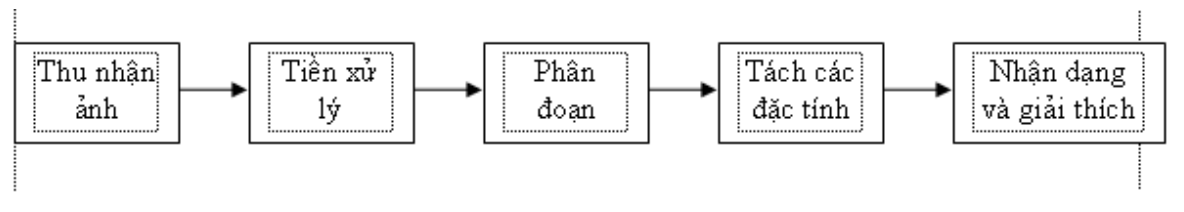 Thu nhận
ảnh
Tiền xử
lý
Phân
đoạn
Tách các
đặc tính
Nhận dạng
và giải thích